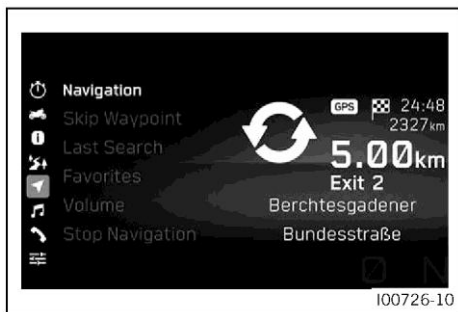 Navigation
Skip Waypoint
Last Search
Favorites
Volume
Stop Navigation
GPS 24:48
2327km
5.00km
Exit 2
Berchtesgadener
Bundesstraße
0 N
I00726-10